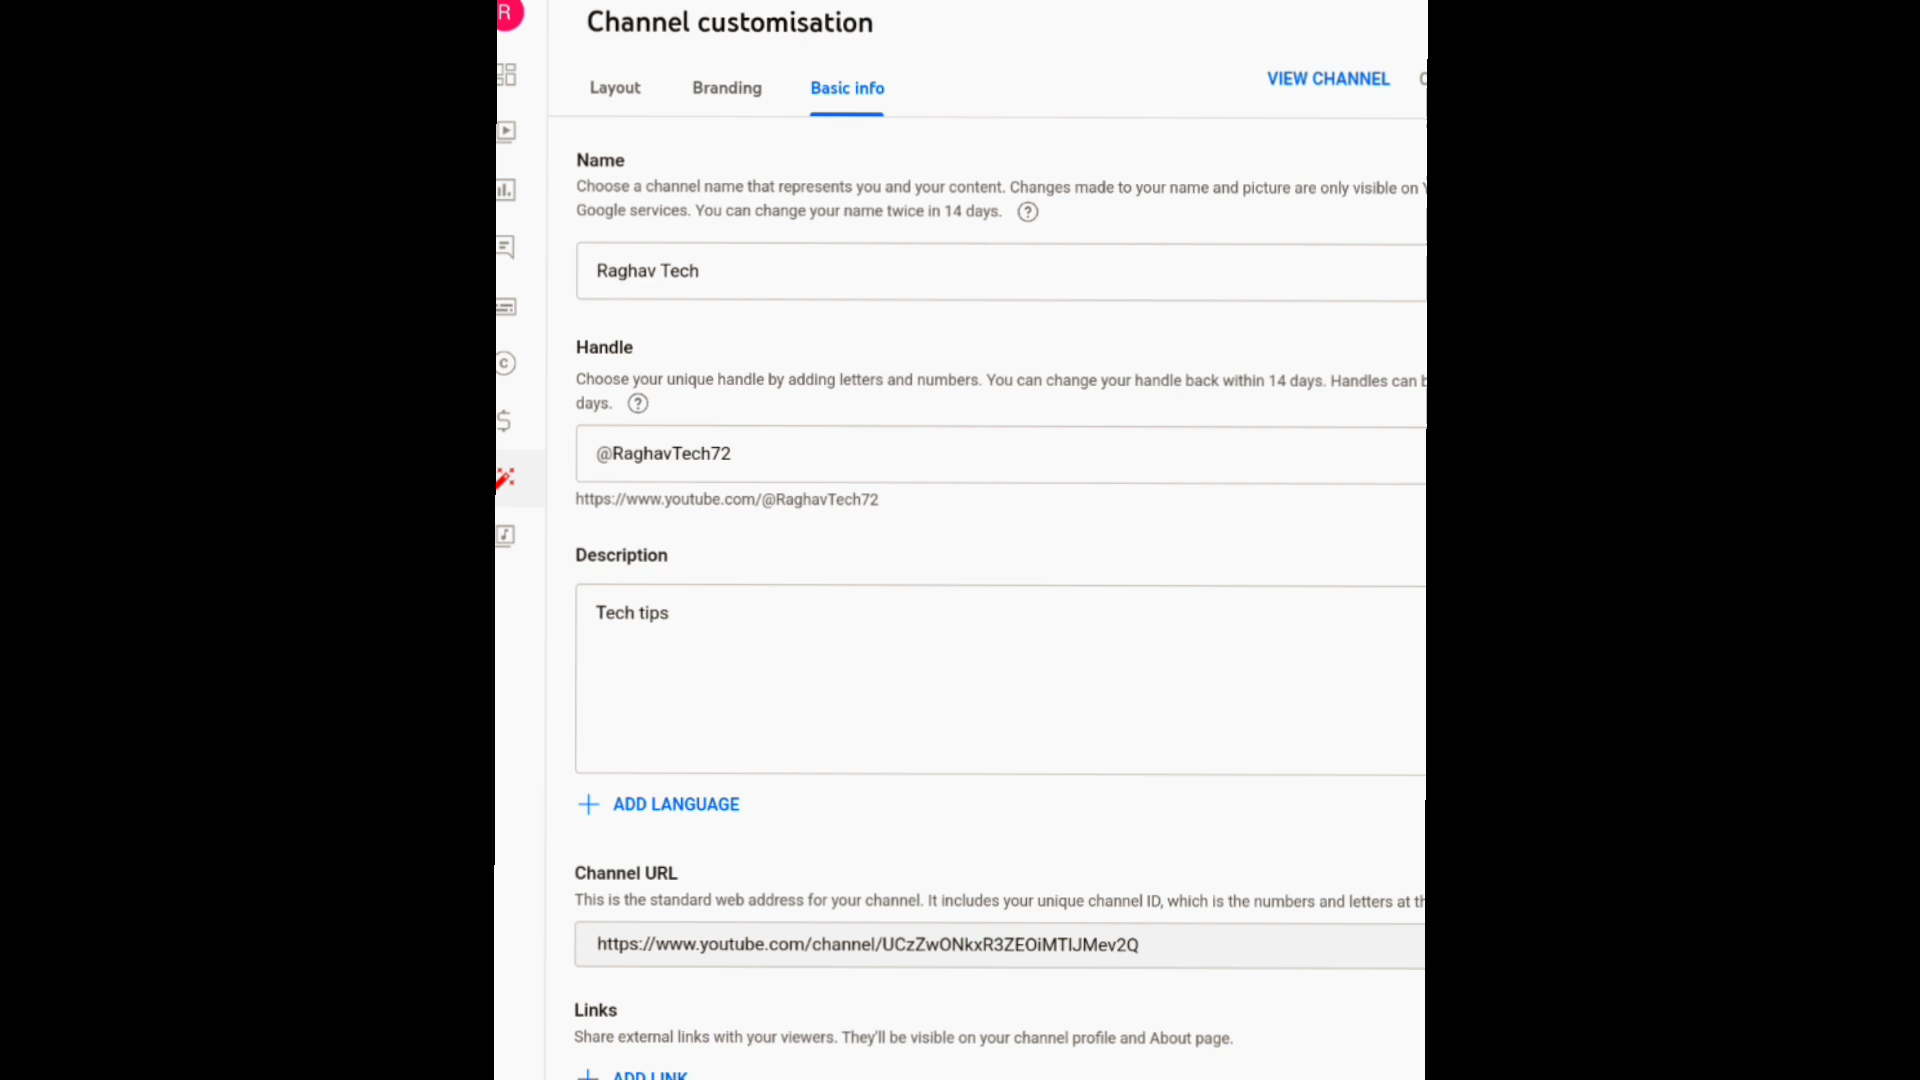 R
Channel customisation
Layout Branding Basic info VIEW CHANNEL
Name
Choose a channel name that represents you and your content. Changes made to your name and picture are only visible on
Google services. You can change your name twice in 14 days. ?
Raghav Tech
Handle
Choose your unique handle by adding letters and numbers. You can change your handle back within 14 days. Handles can
days. ?
@RaghavTech72
https://www.youtube.com/@RaghavTech72
Description
Tech tips
+ ADD LANGUAGE
Channel URL
This is the standard web address for your channel. It includes your unique channel ID, which is the numbers and letters at
https://www.youtube.com/channel/UCzZwONkxR3ZEOiMTlJMev2Q
Links
Share external links with your viewers. They'll be visible on your channel profile and About page.
+ ADD LINK